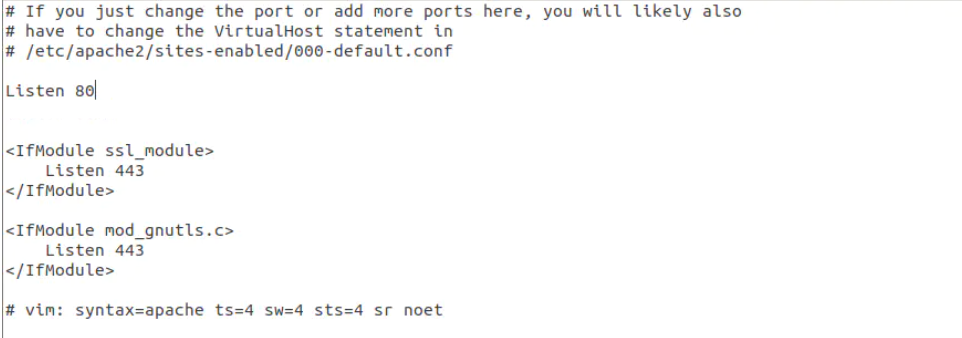 # If you just change the port or add more ports here, you will likely also
# have to change the VirtualHost statement in
# /etc/apache2/sites-enabled/000-default.conf
Listen 80
<IfModule ssl_module>
    Listen 443
</IfModule>
<IfModule mod_gnutls.c>
    Listen 443
</IfModule>
# vim: syntax=apache ts=4 sw=4 sts=4 sr noet